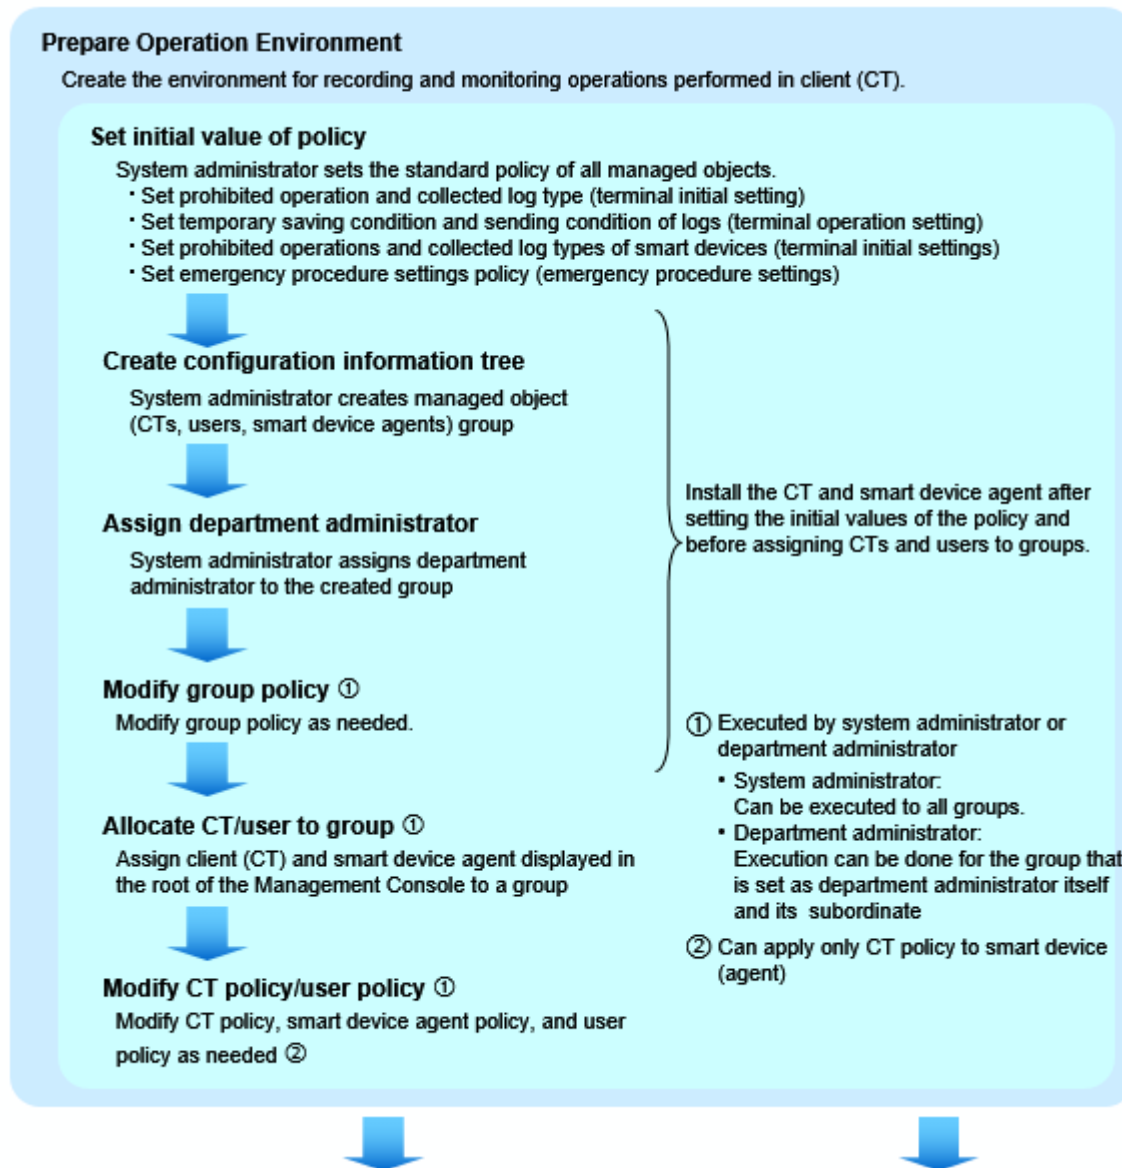 Prepare Operation Environment
Create the environment for recording and monitoring operations performed in client (CT).
Set initial value of policy
System administrator sets the standard policy of all managed objects.
・Set prohibited operation and collected log type (terminal initial setting)
・Set temporary saving condition and sending condition of logs (terminal operation setting)
・Set prohibited operations and collected log types of smart devices (terminal initial settings)
・Set emergency procedure settings policy (emergency procedure settings)
Create configuration information tree
System administrator creates managed object
(CTs, users, smart device agents) group
Assign department administrator
System administrator assigns department
administrator to the created group
Modify group policy ①
Modify group policy as needed.
Allocate CT/user to group ①
Assign client (CT) and smart device agent displayed in
the root of the Management Console to a group
Modify CT policy/user policy ①
Modify CT policy, smart device agent policy, and user
policy as needed ②
Install the CT and smart device agent after
setting the initial values of the policy and
before assigning CTs and users to groups.
① Executed by system administrator or
department administrator
・System administrator:
Can be executed to all groups.
・Department administrator:
Execution can be done for the group that
is set as department administrator itself
and its subordinate
② Can apply only CT policy to smart device
(agent)